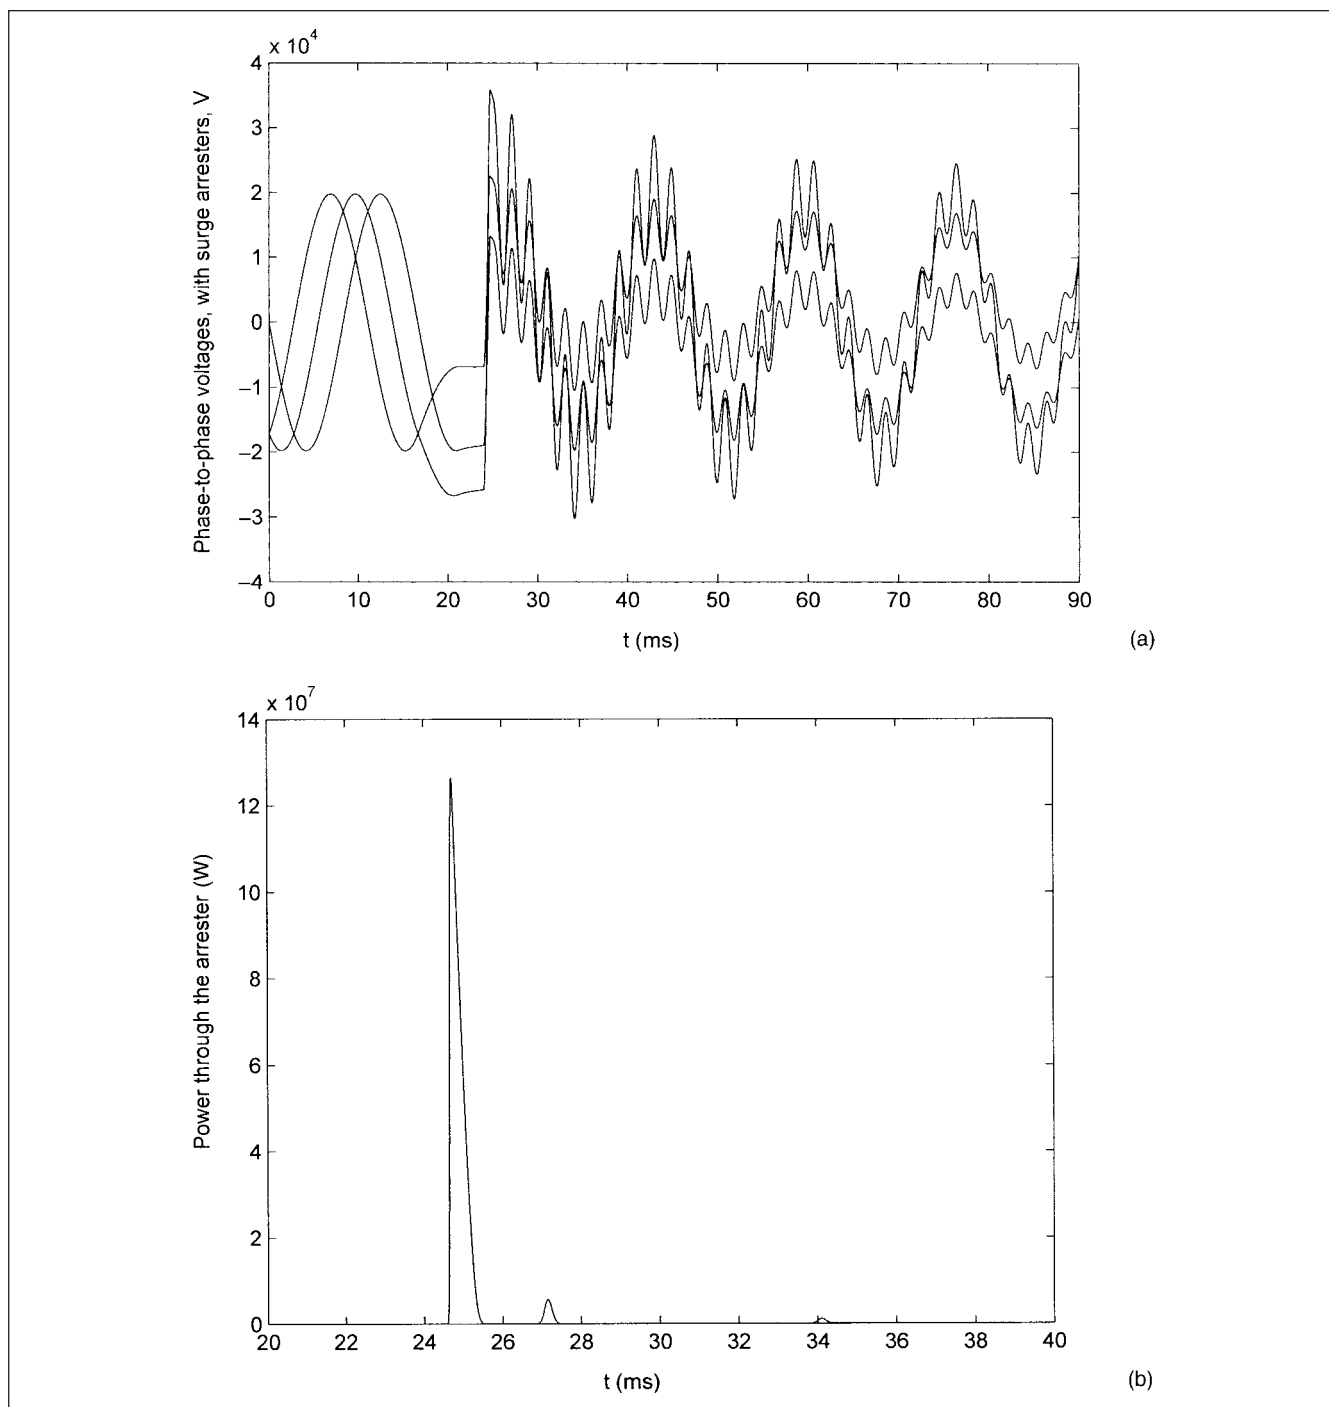 x 10^4
4
3
2
1
0
−1
−2
−3
−4
Phase-to-phase voltages, with surge arresters, V
0 10 20 30 40 50 60 70 80 90
t (ms)
(a)
x 10^7
14
12
10
8
6
4
2
0
Power through the arrester (W)
20 22 24 26 28 30 32 34 36 38 40
t (ms)
(b)